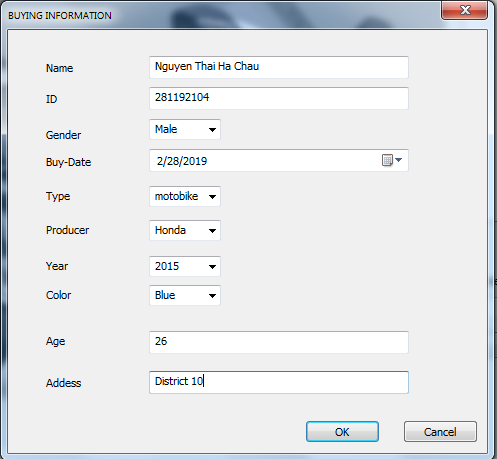 BUYING INFORMATION
Name Nguyen Thai Ha Chau
ID 281192104
Gender Male
Buy-Date 2/28/2019
Type motobike
Producer Honda
Year 2015
Color Blue
Age 26
Addess District 10
OK Cancel